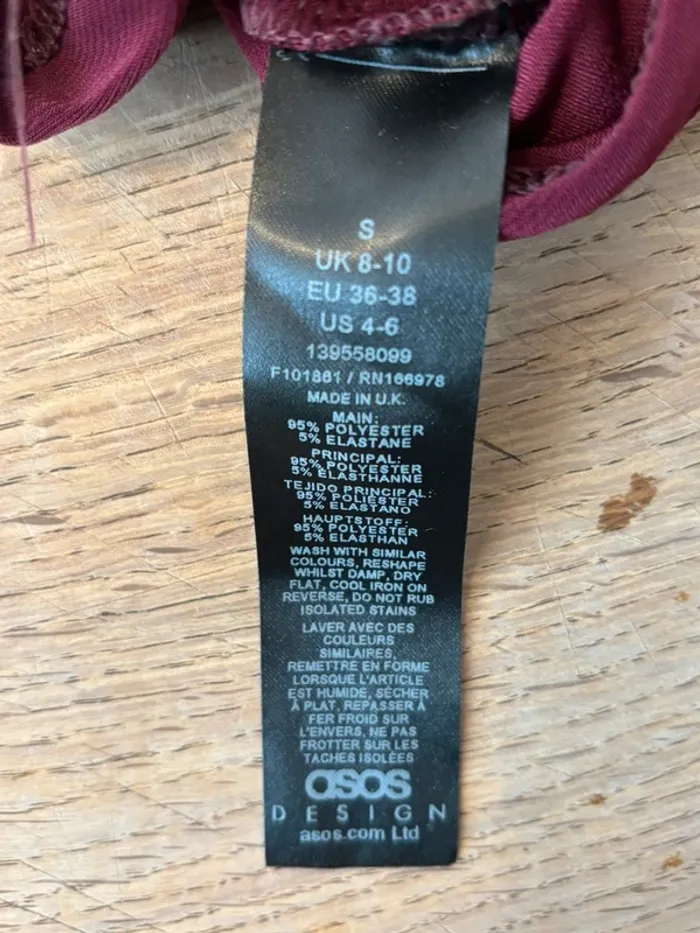 S
UK 8-10
EU 36-38
US 4-6
139558099
F101881 / RN166978
MADE IN U.K.
MAIN:
95% POLYESTER
5% ELASTANE
PRINCIPAL:
95% POLYESTER
5% ELASTHANNE
TEJIDO PRINCIPAL:
95% POLIÉSTER
5% ELASTANO
HAUPTSTOFF:
95% POLYESTER
5% ELASTHAN
WASH WITH SIMILAR
COLOURS, RESHAPE
WHILST DAMP, DRY
FLAT, COOL IRON ON
REVERSE, DO NOT RUB
ISOLATED STAINS
LAVER AVEC DES
COULEURS
SIMILAIRES,
REMETTRE EN FORME
LORSQUE L'ARTICLE
EST HUMIDE, SÉCHER
À PLAT, REPASSER À
FER FROID SUR
L'ENVERS, NE PAS
FROTTER SUR LES
TACHES ISOLÉES
asos
DESIGN
asos.com Ltd